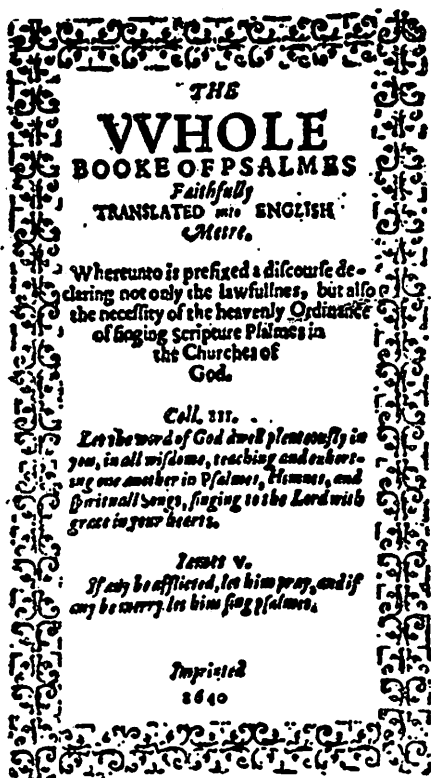 THE
VVHOLE
BOOKE OF PSALMES
Faithfully
TRANSLATED into ENGLISH
Metre.
Whereunto is prefixed a discourse de-
claring not only the lawfullnes, but also
the necessity of the heavenly Ordinance
of singing Scripture Psalmes in
the Churches of
God.
Coll. III.
Let the word of God dwell plenteously in
you, in all wisdome, teaching and exhort-
ing one another in Psalmes, Himnes, and
spirituall Songs, singing to the Lord with
grace in your hearts.
Iames V.
If any be afflicted, let him pray, and if
any be merry let him sing psalmes.
Imprinted
1640